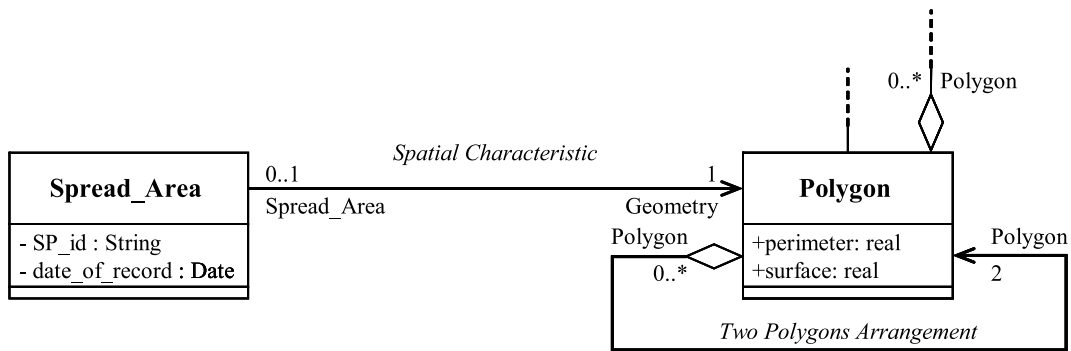 0..* Polygon
Spatial Characteristic
Spread_Area
0..1
1
Polygon
Spread_Area
Geometry
- SP_id : String
- date_of_record : Date
Polygon
0..*
+perimeter: real
+surface: real
Polygon
2
Two Polygons Arrangement